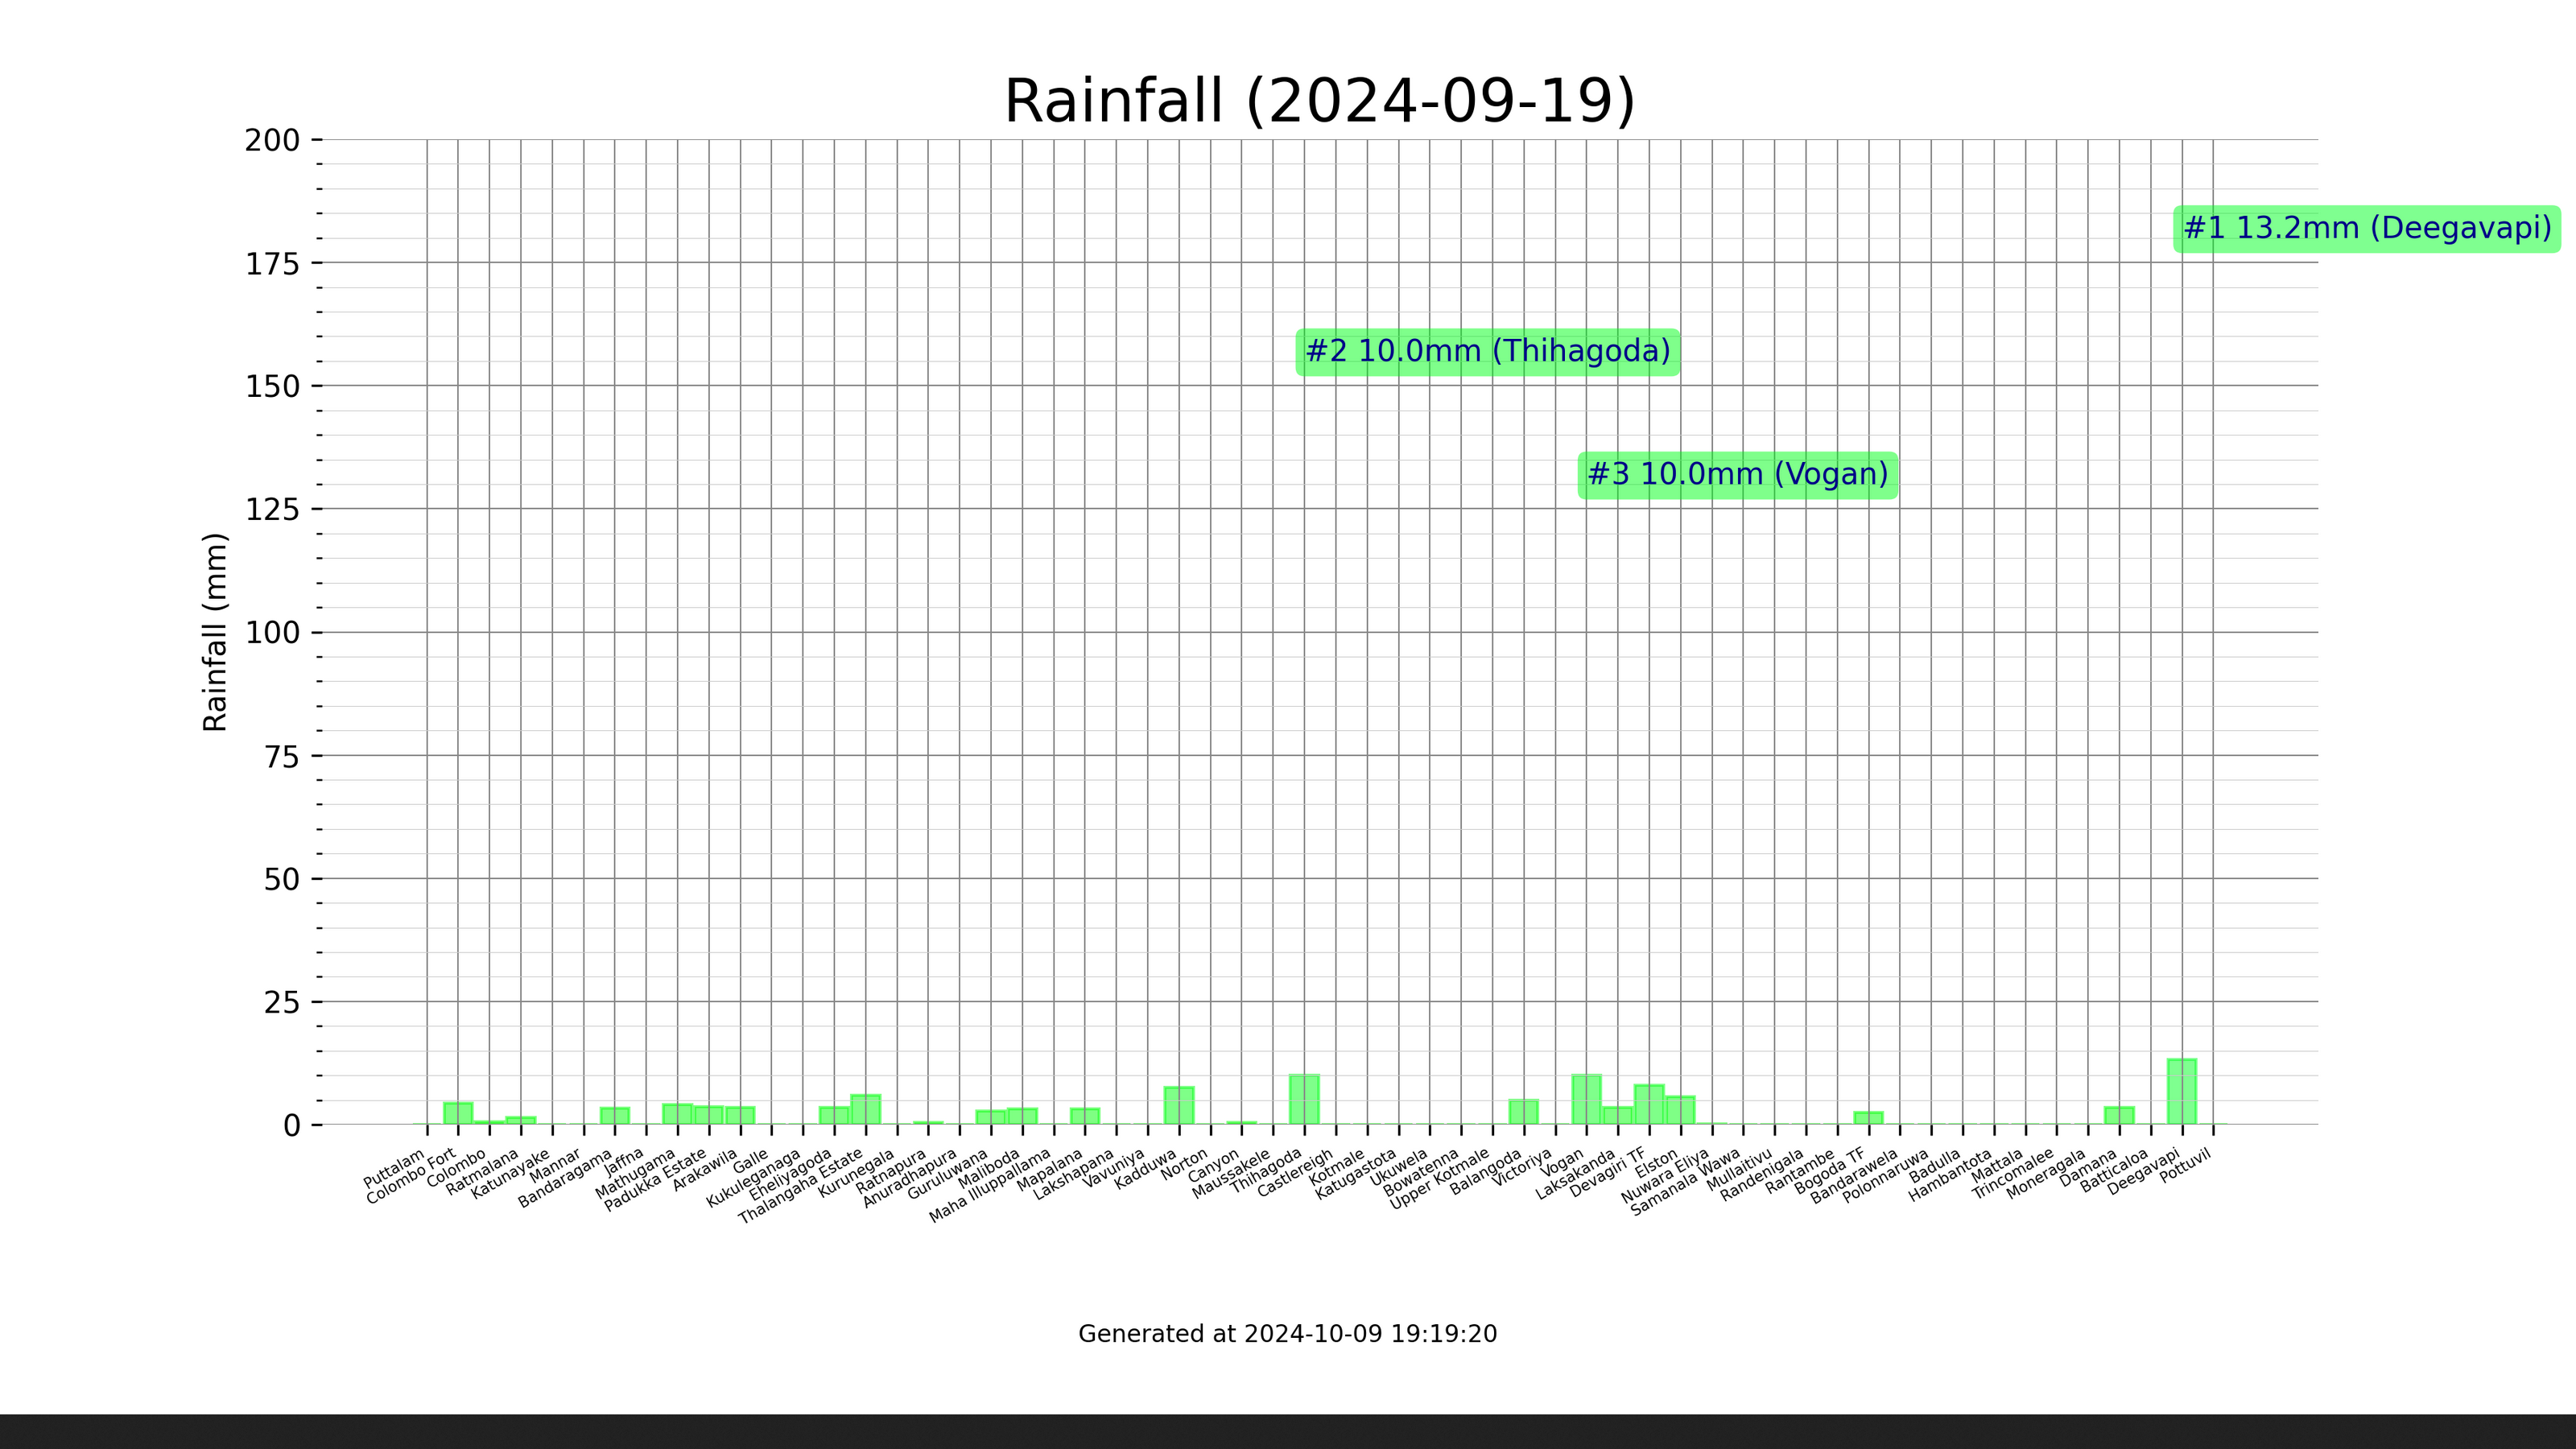 Rainfall (2024-09-19)
200
175
150
125
100
75
50
25
0
Rainfall (mm)
#1 13.2mm (Deegavapi)
#2 10.0mm (Thihagoda)
#3 10.0mm (Vogan)
Puttalam
Colombo Fort
Colombo
Ratmalana
Katunayake
Mannar
Bandaragama
Jaffna
Mathugama
Padukka Estate
Arakawila
Galle
Kukuleganaga
Eheliyagoda
Thalangaha Estate
Kurunegala
Ratnapura
Anuradhapura
Guruluwana
Maliboda
Maha Illuppallama
Mapalana
Lakshapana
Vavuniya
Kadduwa
Norton
Canyon
Maussakele
Thihagoda
Castlereigh
Kotmale
Katugastota
Ukuwela
Bowatenna
Upper Kotmale
Balangoda
Victoriya
Vogan
Laksakanda
Devagiri TF
Elston
Nuwara Eliya
Samanala Wawa
Mullaitivu
Randenigala
Rantambe
Bogoda TF
Bandarawela
Polonnaruwa
Badulla
Hambantota
Mattala
Trincomalee
Moneragala
Damana
Batticaloa
Deegavapi
Pottuvil
Generated at 2024-10-09 19:19:20